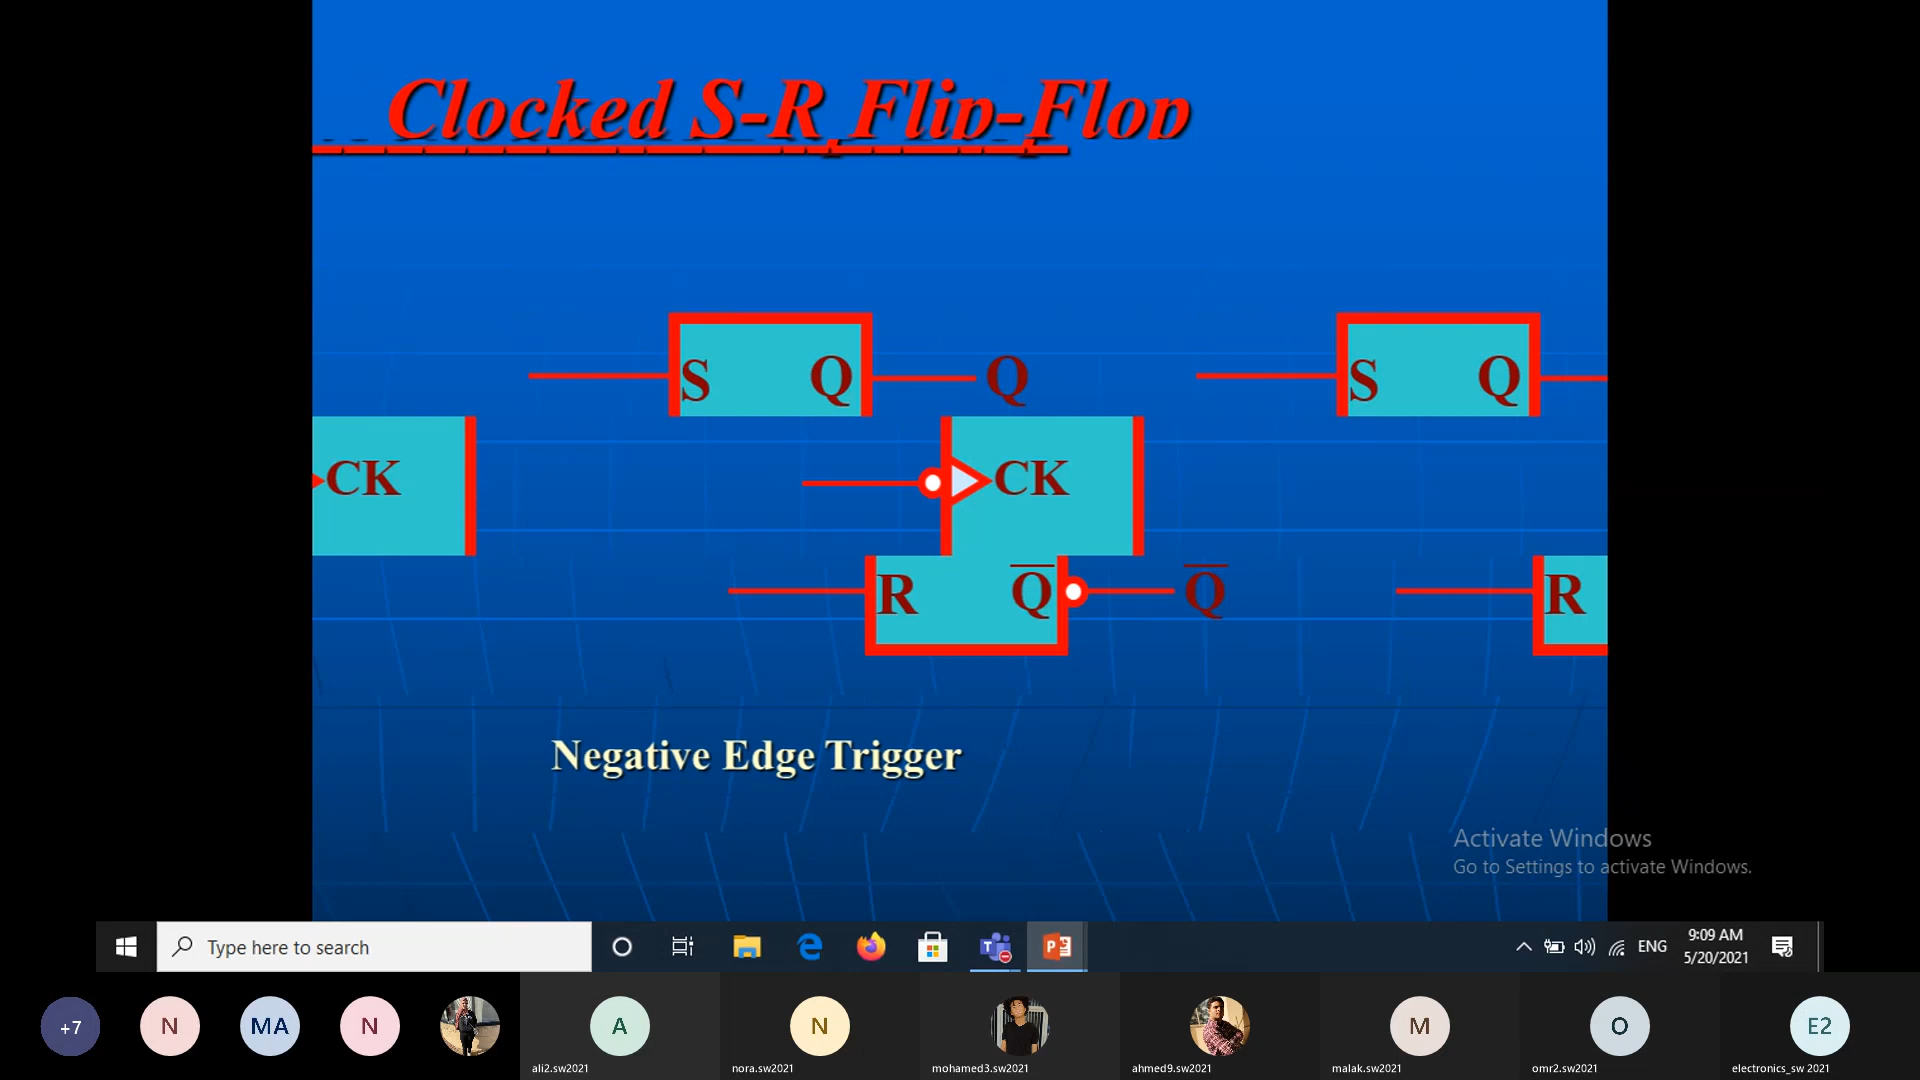 Clocked S-R Flip-Flop
S Q Q S Q
CK CK
R Q Q R
Negative Edge Trigger
Activate Windows
Go to Settings to activate Windows.
Type here to search
ENG
9:09 AM
5/20/2021
+7 N MA N A N M O E2
ali2.sw2021 nora.sw2021 mohamed3.sw2021 ahmed9.sw2021 malak.sw2021 omr2.sw2021 electronics_sw 2021